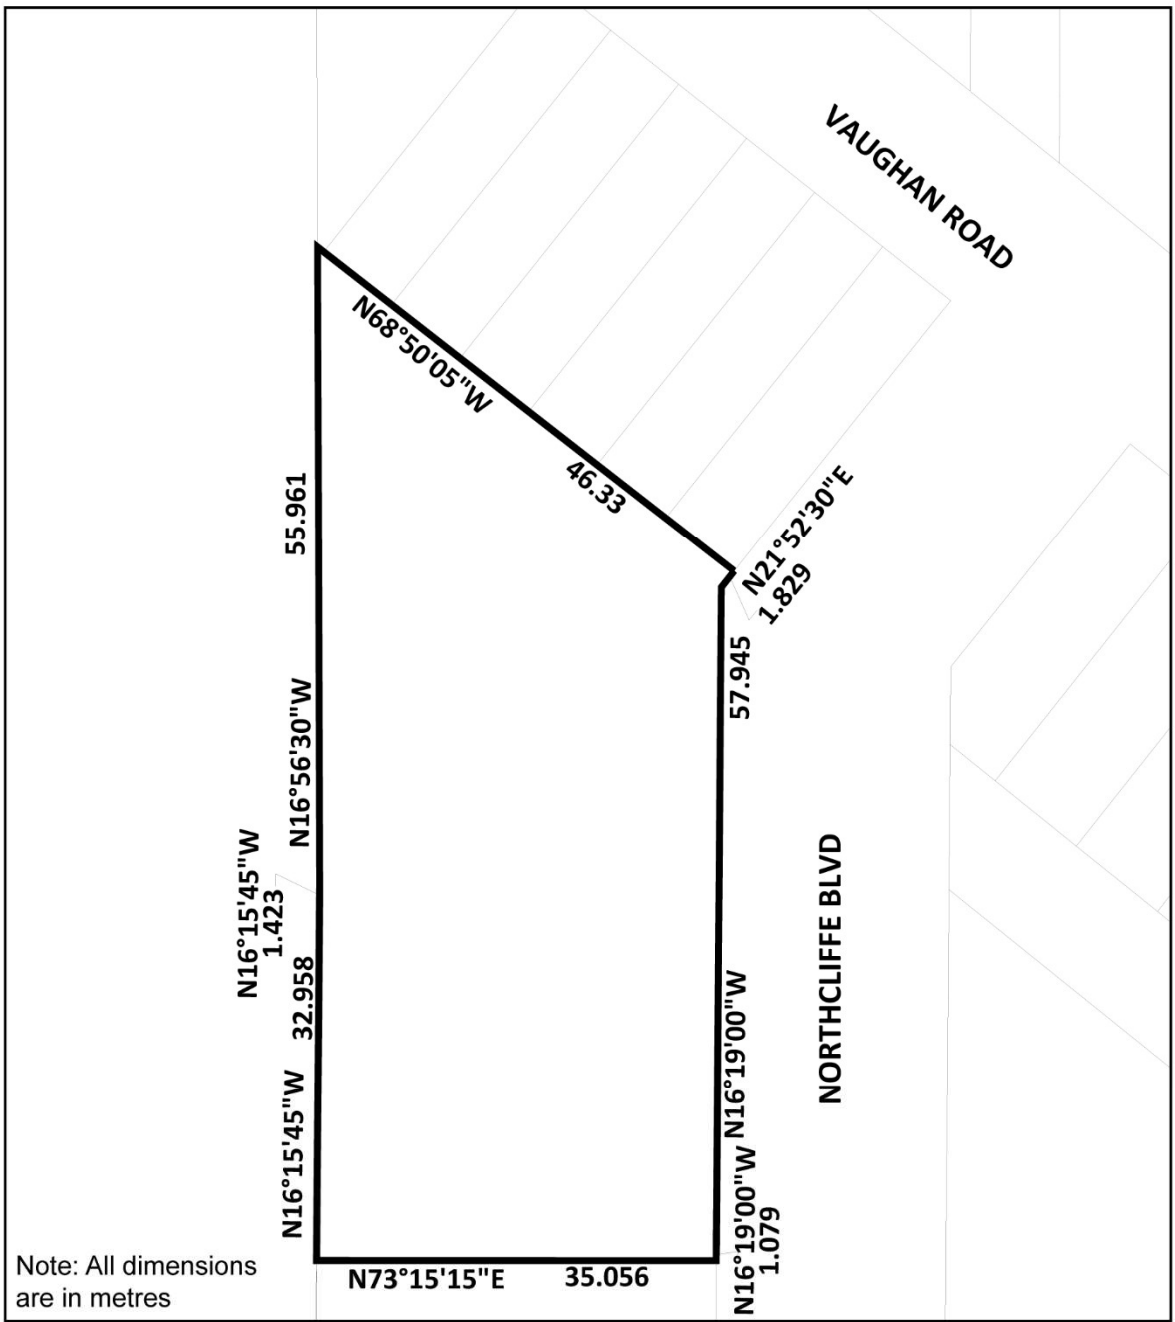 VAUGHAN ROAD
N68°50'05"W
46.33
N21°52'30"E
1.829
55.961
57.945
N16°56'30"W
N16°15'45"W
1.423
32.958
N16°15'45"W
NORTHCLIFFE BLVD
N16°19'00"W
N16°19'00"W
1.079
N73°15'15"E
35.056
Note: All dimensions
are in metres